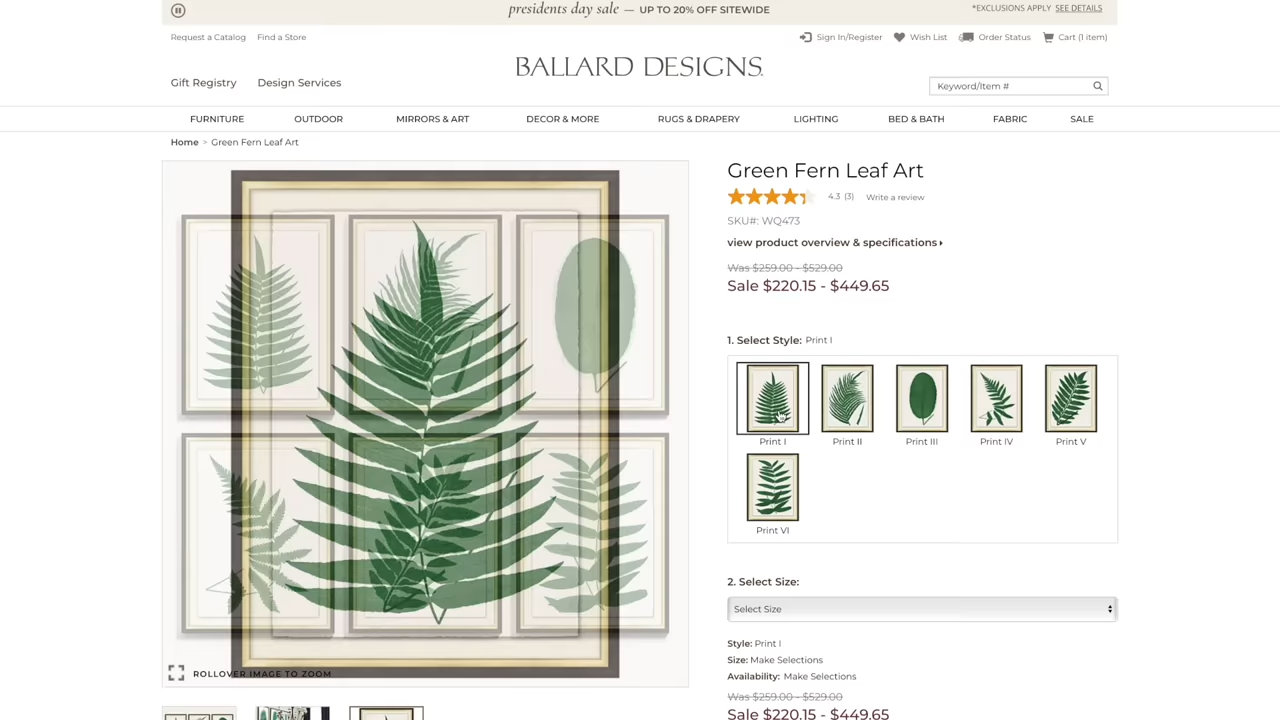 presidents day sale — UP TO 20% OFF SITEWIDE
*EXCLUSIONS APPLY SEE DETAILS
Request a Catalog Find a Store
Sign In/Register Wish List Order Status Cart (1 item)
BALLARD DESIGNS.
Gift Registry Design Services
Keyword/Item #
FURNITURE OUTDOOR MIRRORS & ART DECOR & MORE RUGS & DRAPERY LIGHTING BED & BATH FABRIC SALE
Home > Green Fern Leaf Art
Green Fern Leaf Art
4.3 (3) Write a review
SKU#: WQ473
view product overview & specifications
Was $259.00 - $529.00
Sale $220.15 - $449.65
1. Select Style: Print I
Print I Print II Print III Print IV Print V
Print VI
2. Select Size:
Select Size
Style: Print I
Size: Make Selections
Availability: Make Selections
Was $259.00 - $529.00
Sale $220.15 - $449.65
ROLLOVER IMAGE TO ZOOM